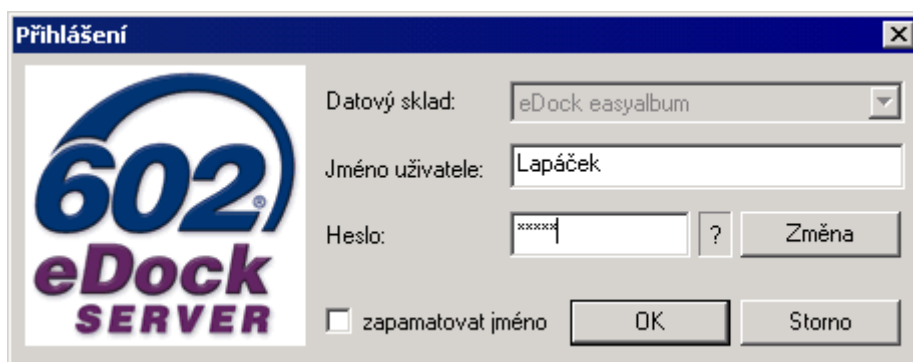 Přihlášení
602®
eDock
SERVER
Datový sklad: eDock easyalbum
Jméno uživatele: Lapáček
Heslo: ***** ? Změna
zapamatovat jméno OK Storno